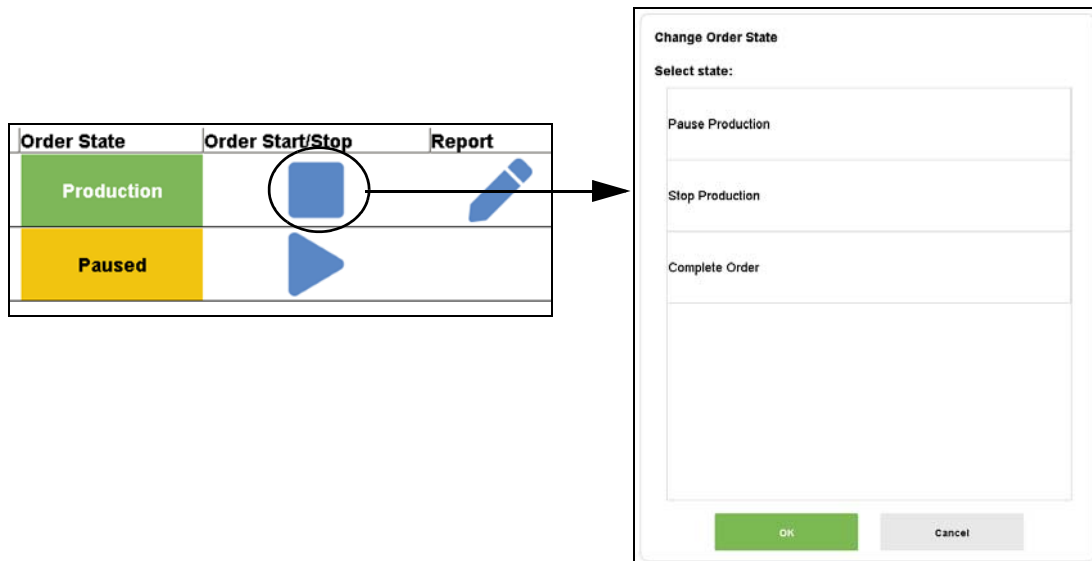 Order State Order Start/Stop Report
Production
Paused
Change Order State
Select state:
Pause Production
Stop Production
Complete Order
OK Cancel